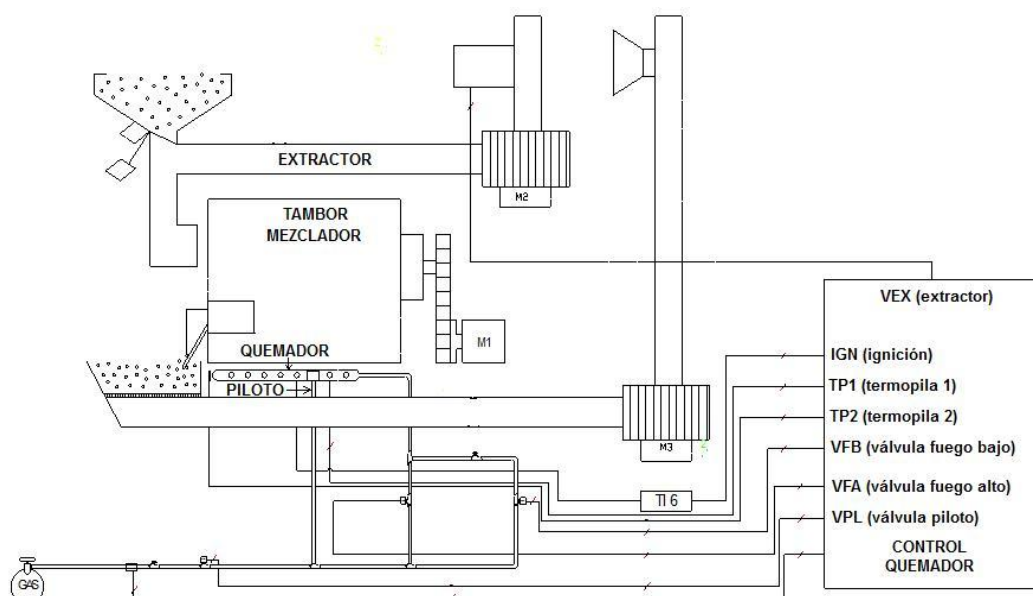 EXTRACTOR
M2
TAMBOR
MEZCLADOR
VEX (extractor)
M1
QUEMADOR
IGN (ignición)
PILOTO
TP1 (termopila 1)
TP2 (termopila 2)
M3
VFB (válvula fuego bajo)
VFA (válvula fuego alto)
TI 6
VPL (válvula piloto)
CONTROL
QUEMADOR
GAS